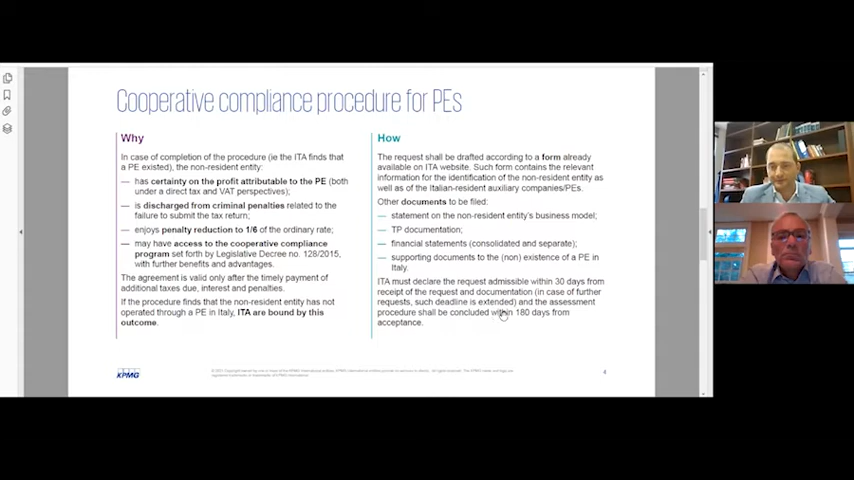 Cooperative compliance procedure for PEs
Why
In case of completion of the procedure (ie the ITA finds that
a PE existed), the non-resident entity:
— has certainty on the profit attributable to the PE (both
under a direct tax and VAT perspectives);
— is discharged from criminal penalties related to the
failure to submit the tax return;
— enjoys penalty reduction to 1/6 of the ordinary rate;
— may have access to the cooperative compliance
program set forth by Legislative Decree no. 128/2015,
with further benefits and advantages.
The agreement is valid only after the timely payment of
additional taxes due, interest and penalties.
If the procedure finds that the non-resident entity has not
operated through a PE in Italy, ITA are bound by this
outcome.
How
The request shall be drafted according to a form already
available on ITA website. Such form contains the relevant
information for the identification of the non-resident entity as
well as of the Italian-resident auxiliary companies/PEs.
Other documents to be filed:
— statement on the non-resident entity's business model;
— TP documentation;
— financial statements (consolidated and separate);
— supporting documents to the (non) existence of a PE in
Italy.
ITA must declare the request admissible within 30 days from
receipt of the request and documentation (in case of further
requests, such deadline is extended) and the assessment
procedure shall be concluded within 180 days from
acceptance.
KPMG
4